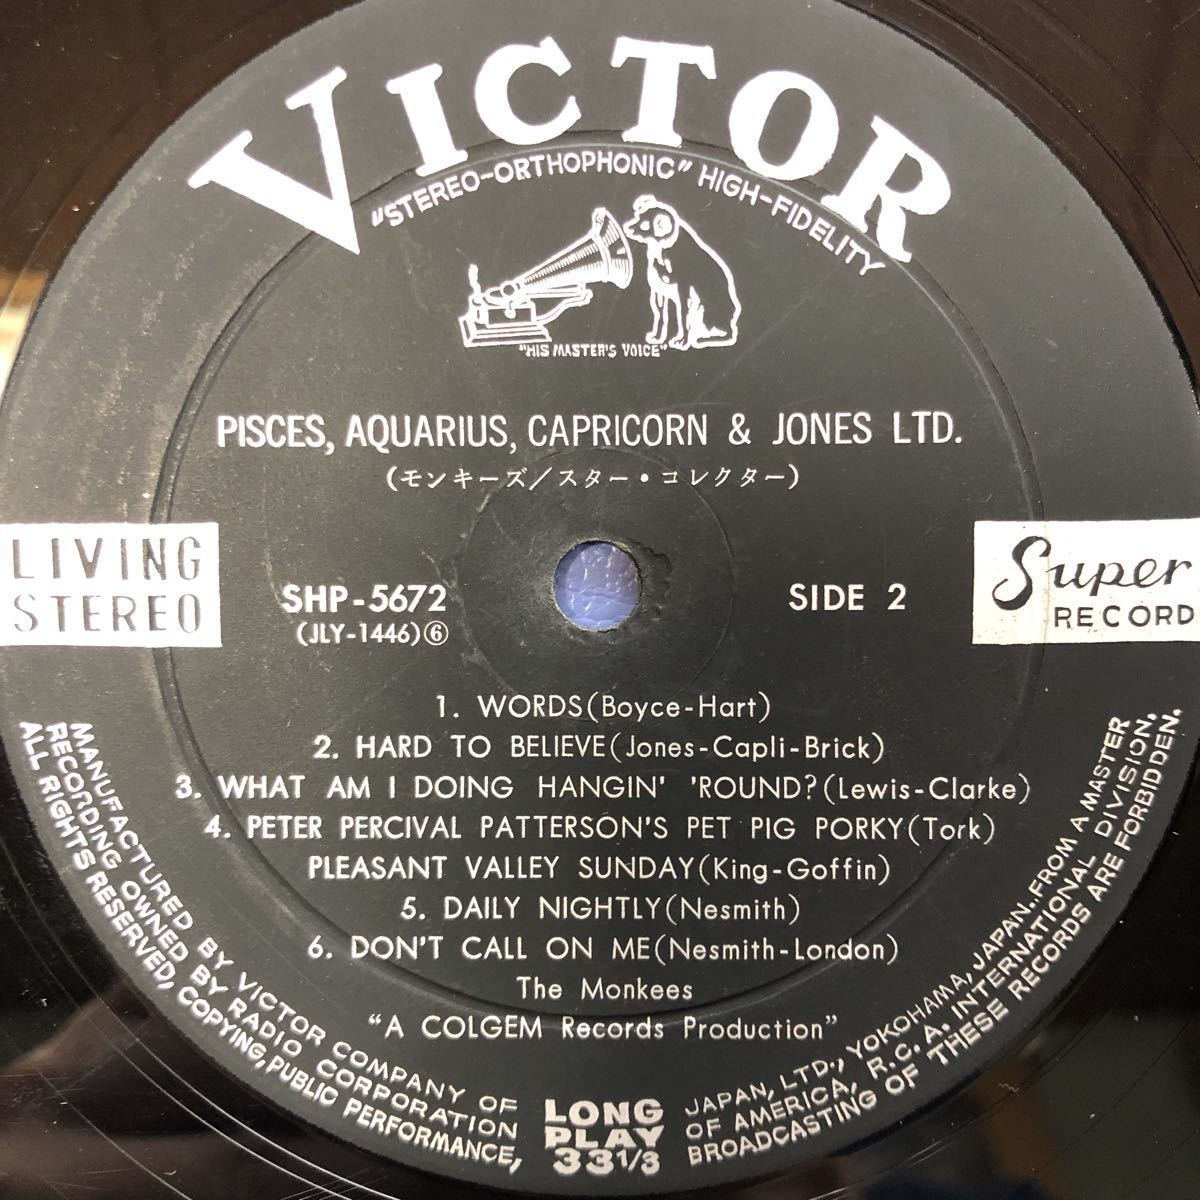 VICTOR
"STEREO-ORTHOPHONIC" HIGH-FIDELITY
"HIS MASTER'S VOICE"
PISCES, AQUARIUS, CAPRICORN & JONES LTD.
(モンキーズ/スター・コレクター)
LIVING
STEREO
SHP-5672
(JLY-1446)⑥
SIDE 2
Super
RECORD
1. WORDS(Boyce-Hart)
2. HARD TO BELIEVE(Jones-Capli-Brick)
3. WHAT AM I DOING HANGIN' 'ROUND?(Lewis-Clarke)
4. PETER PERCIVAL PATTERSON'S PET PIG PORKY(Tork)
PLEASANT VALLEY SUNDAY(King-Goffin)
5. DAILY NIGHTLY(Nesmith)
6. DON'T CALL ON ME(Nesmith-London)
The Monkees
"A COLGEM Records Production"
MANUFACTURED BY VICTOR COMPANY OF JAPAN, LTD., YOKOHAMA, JAPAN. FROM A MASTER
RECORDING OWNED BY RADIO CORPORATION OF AMERICA, R.C.A. INTERNATIONAL DIVISION.
ALL RIGHTS RESERVED, COPYING, PUBLIC PERFORMANCE, BROADCASTING OF THESE RECORDS ARE FORBIDDEN.
LONG
PLAY
33 1/3